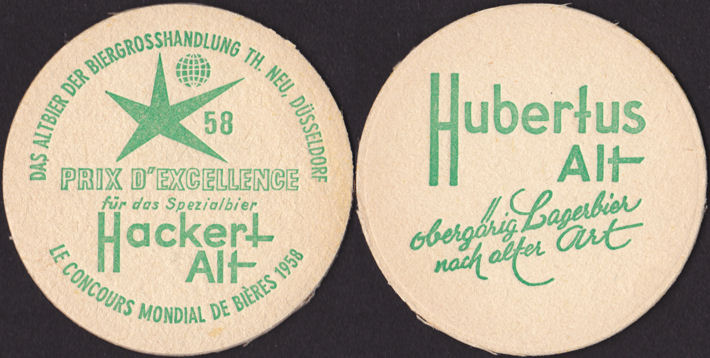 DAS ALTBIER DER BIERGROSSHANDLUNG TH. NEU, DÜSSELDORF
58
PRIX D'EXCELLENCE
für das Spezialbier
Hackert
Alt
LE CONCOURS MONDIAL DE BIÈRES 1958
Hubertus
Alt
obergärig Lagerbier
nach alter Art